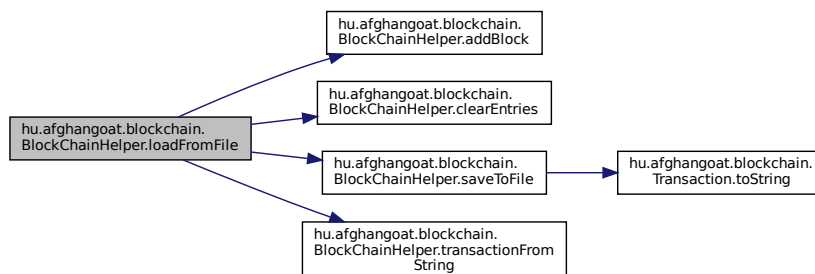 hu.afghangoat.blockchain.
BlockChainHelper.loadFromFile
hu.afghangoat.blockchain.
BlockChainHelper.addBlock
hu.afghangoat.blockchain.
BlockChainHelper.clearEntries
hu.afghangoat.blockchain.
BlockChainHelper.saveToFile
hu.afghangoat.blockchain.
Transaction.toString
hu.afghangoat.blockchain.
BlockChainHelper.transactionFrom
String